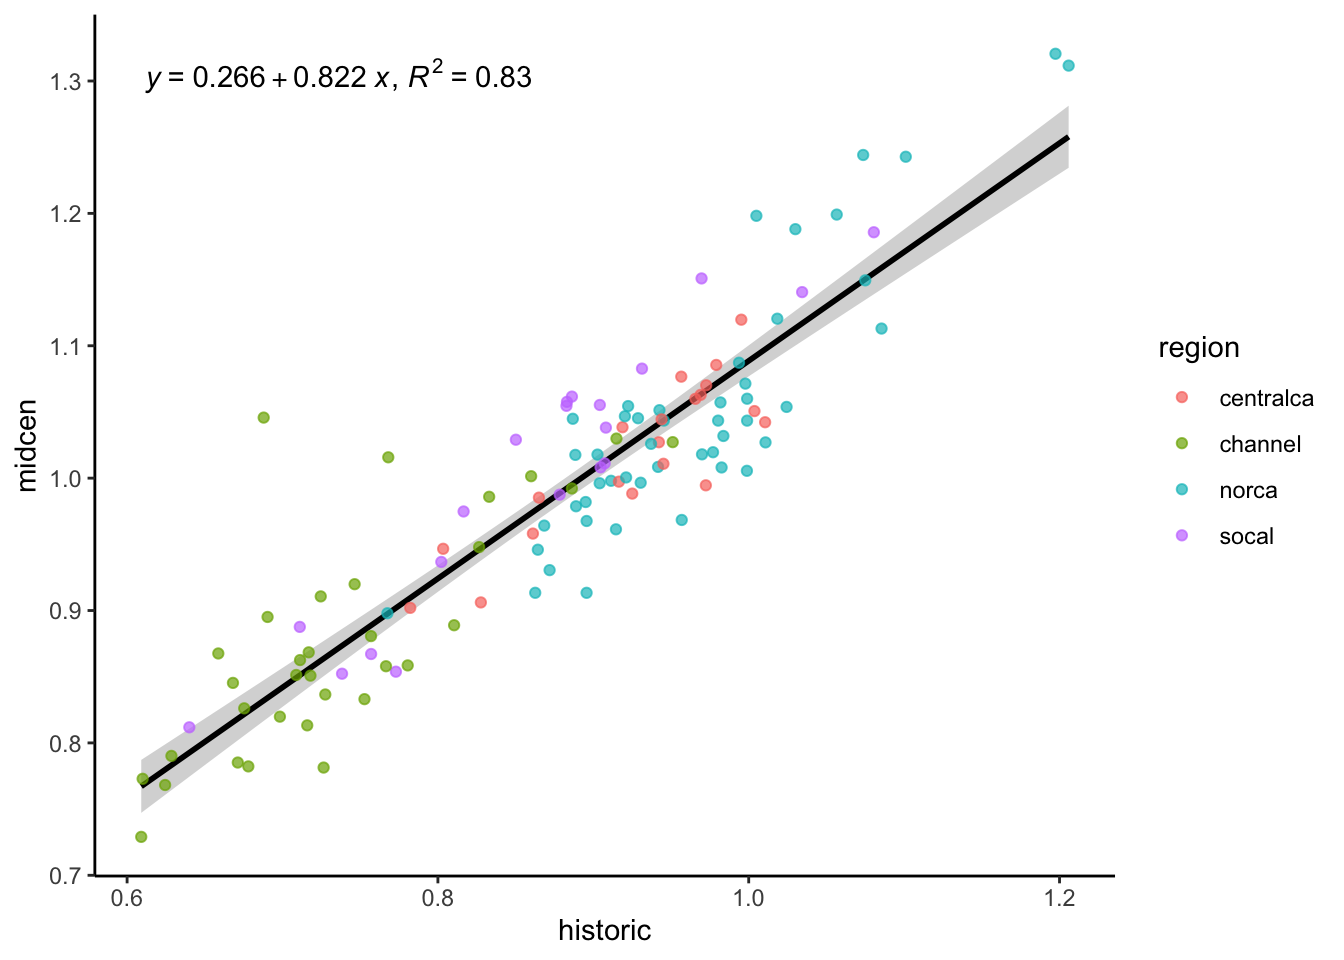 y = 0.266 + 0.822 x, R² = 0.83
1.3
1.2
1.1
1.0
0.9
0.8
0.7
midcen
0.6 0.8 1.0 1.2
historic
region
centralca
channel
norca
socal